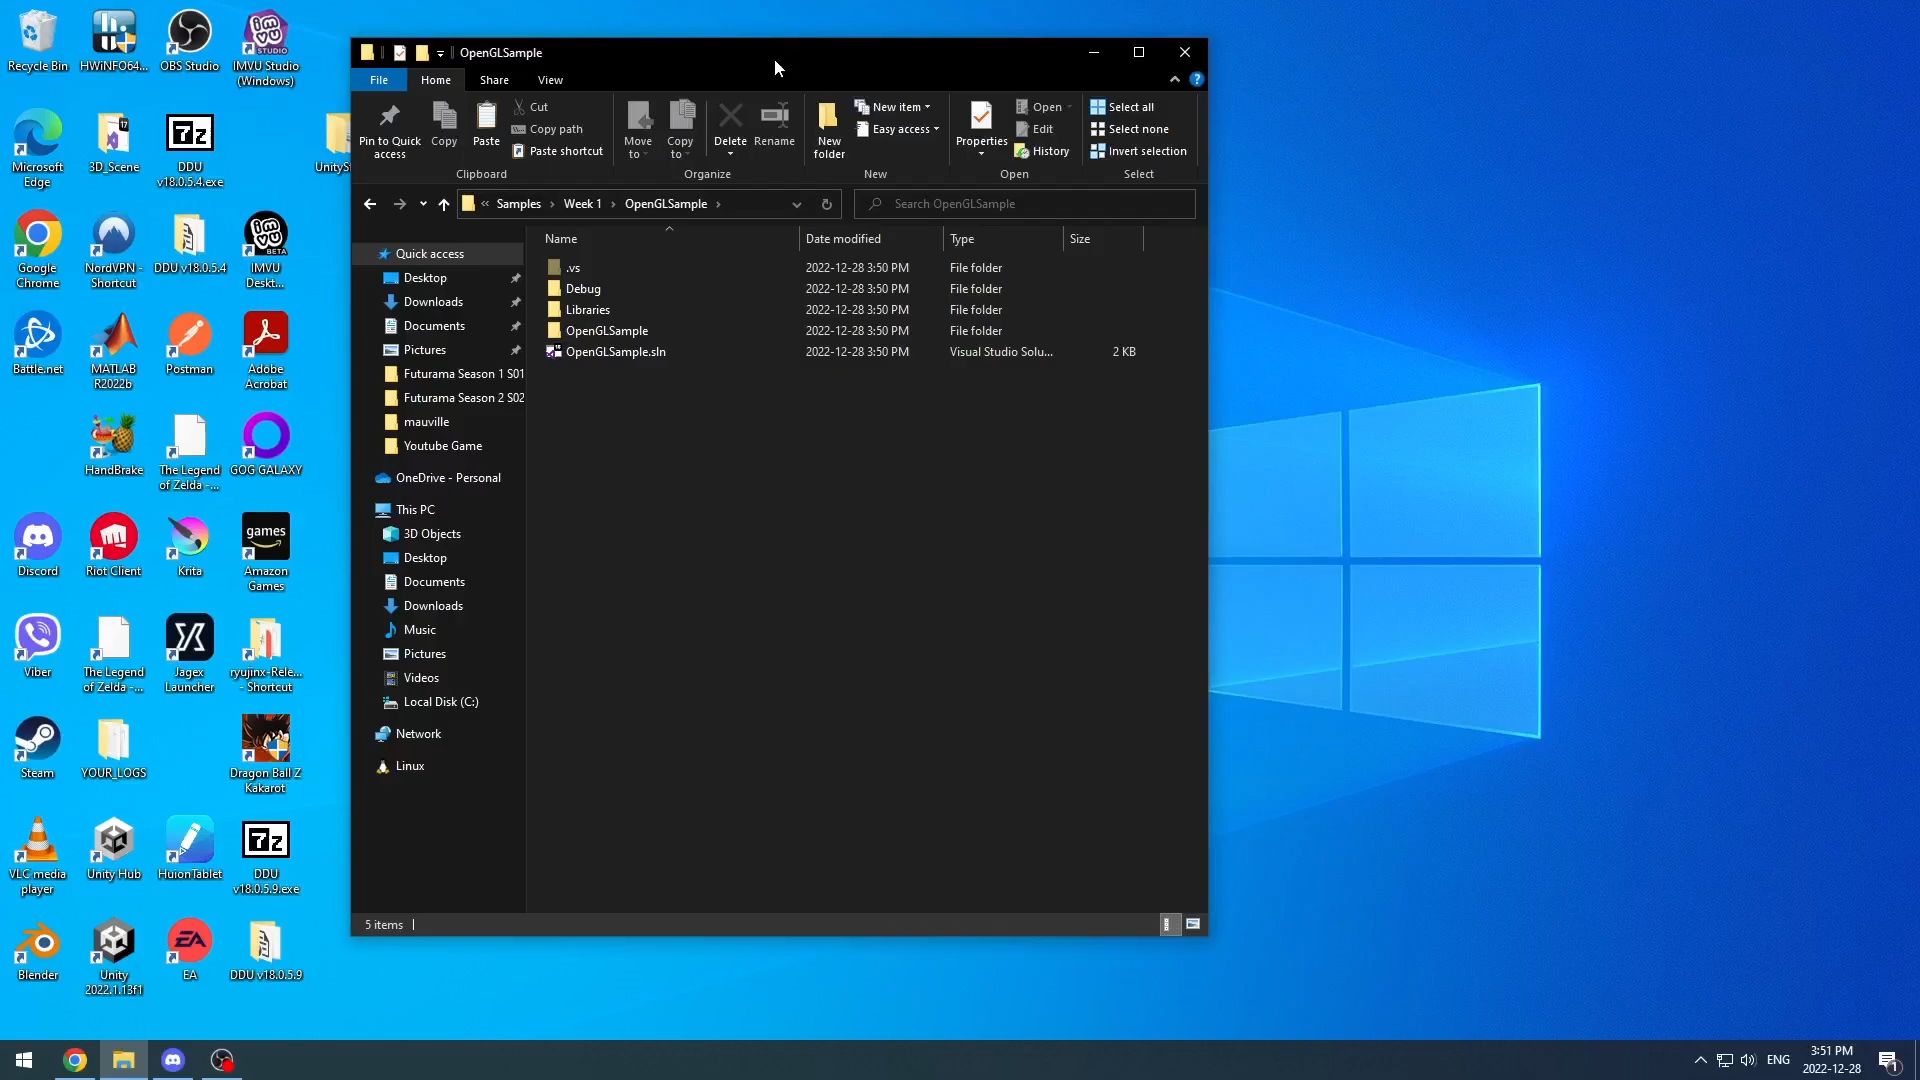 Recycle Bin
HWiNFO64...
OBS Studio
IMVU Studio
(Windows)
Microsoft
Edge
3D_Scene
DDU
v18.0.5.4.exe
Google
Chrome
NordVPN -
Shortcut
DDU v18.0.5.4
IMVU
Deskt...
Battle.net
MATLAB
R2022b
Postman
Adobe
Acrobat
HandBrake
The Legend
of Zelda -...
GOG GALAXY
Discord
Riot Client
Krita
games
Amazon
Games
Viber
The Legend
of Zelda -...
Jagex
Launcher
ryujinx-Rele...
- Shortcut
Steam
YOUR_LOGS
Dragon Ball Z
Kakarot
VLC media
player
Unity Hub
HuionTablet
DDU
v18.0.5.9.exe
Blender
Unity
2022.1.13f1
EA
DDU v18.0.5.9
OpenGLSample
File Home Share View
Pin to Quick
access
Copy
Paste
Cut
Copy path
Paste shortcut
Clipboard
Move
to
Copy
to
Delete
Rename
Organize
New
folder
New item
Easy access
New
Properties
Open
Edit
History
Open
Select all
Select none
Invert selection
Select
« Samples › Week 1 › OpenGLSample ›
Search OpenGLSample
Quick access
Desktop
Downloads
Documents
Pictures
Futurama Season 1 S01
Futurama Season 2 S02
mauville
Youtube Game
OneDrive - Personal
This PC
3D Objects
Desktop
Documents
Downloads
Music
Pictures
Videos
Local Disk (C:)
Network
Linux
Name Date modified Type Size
.vs 2022-12-28 3:50 PM File folder
Debug 2022-12-28 3:50 PM File folder
Libraries 2022-12-28 3:50 PM File folder
OpenGLSample 2022-12-28 3:50 PM File folder
OpenGLSample.sln 2022-12-28 3:50 PM Visual Studio Solu... 2 KB
5 items
ENG
3:51 PM
2022-12-28
1